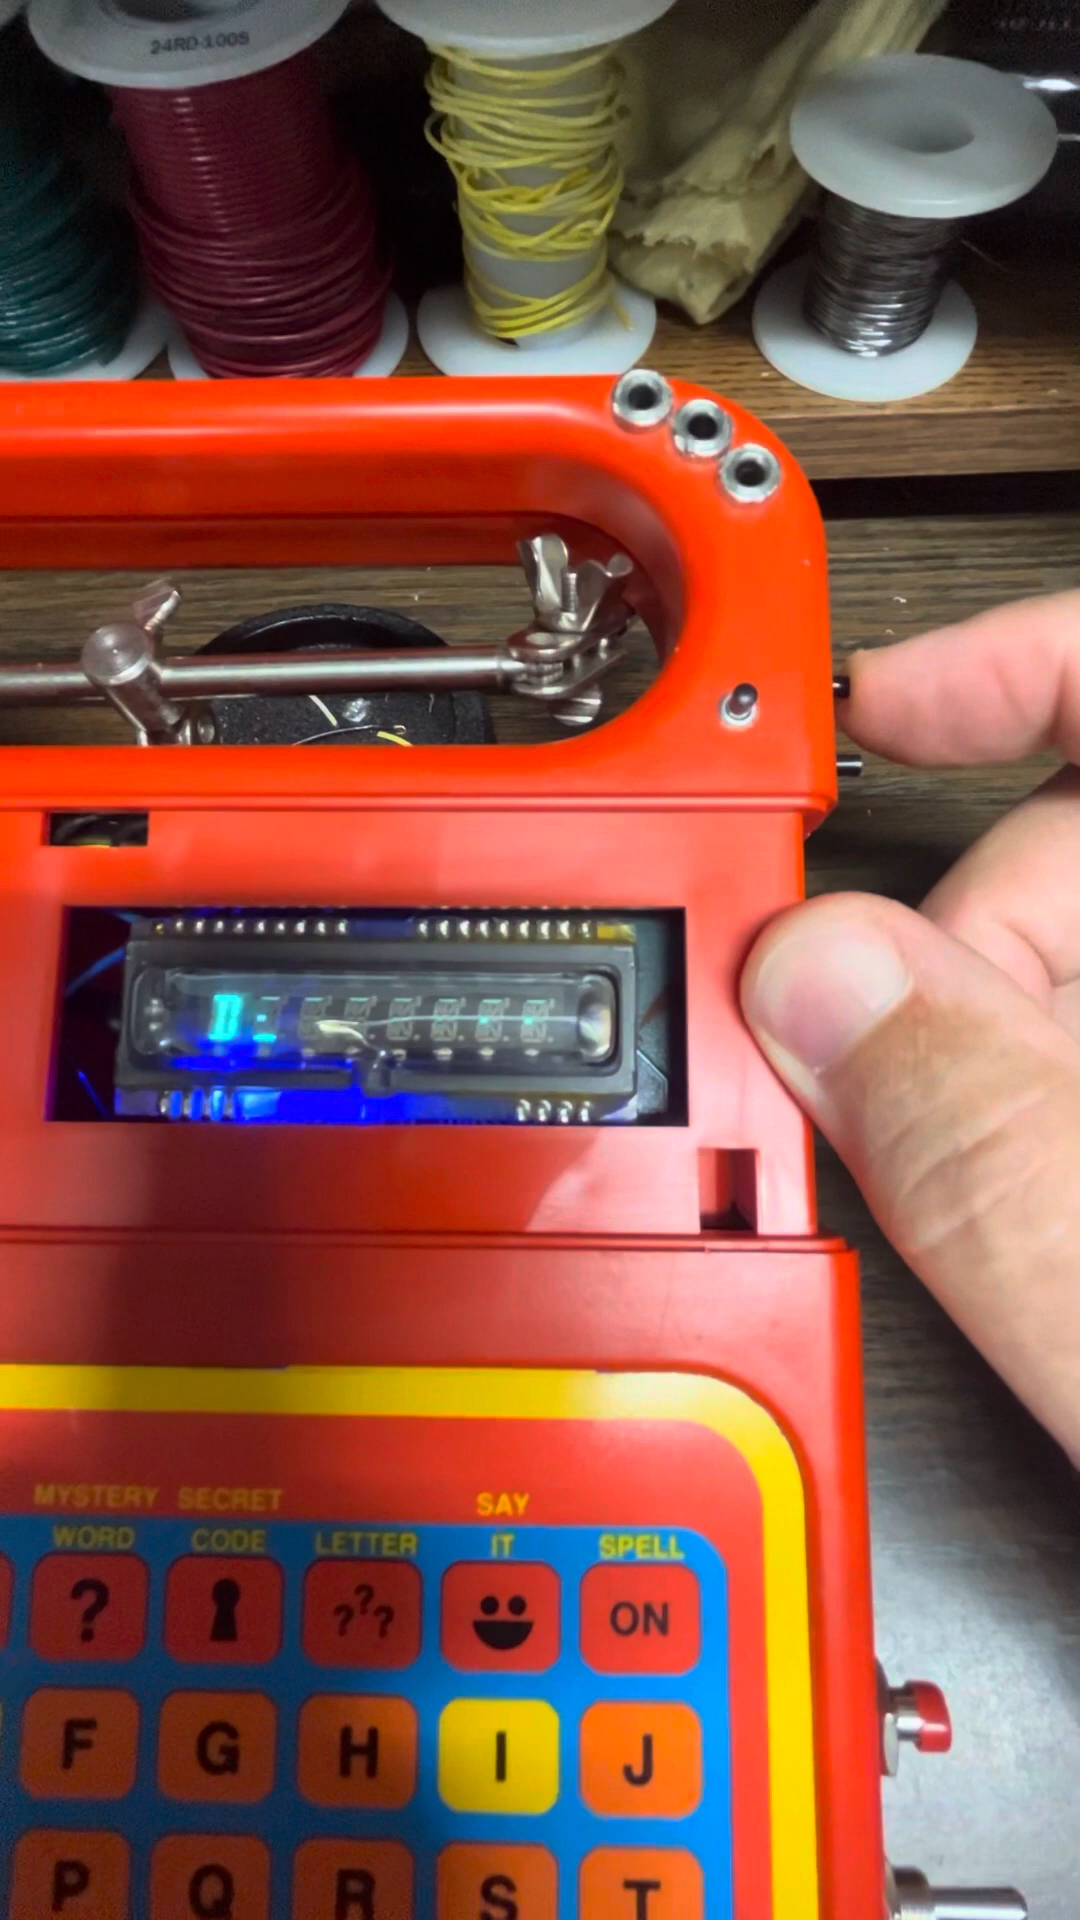 24RD-100S
MYSTERY SECRET SAY
WORD CODE LETTER IT SPELL
? ??? ON
F G H I J
P Q R S T